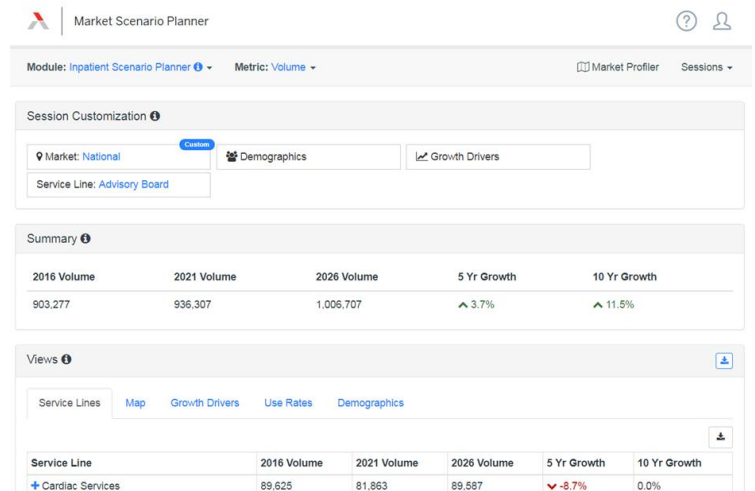 Market Scenario Planner
Module: Inpatient Scenario Planner Metric: Volume Market Profiler Sessions
Session Customization
Custom
Market: National Demographics Growth Drivers
Service Line: Advisory Board
Summary
2016 Volume 2021 Volume 2026 Volume 5 Yr Growth 10 Yr Growth
903,277 936,307 1,006,707 3.7% 11.5%
Views
Service Lines Map Growth Drivers Use Rates Demographics
Service Line 2016 Volume 2021 Volume 2026 Volume 5 Yr Growth 10 Yr Growth
+ Cardiac Services 89,625 81,863 89,587 -8.7% 0.0%